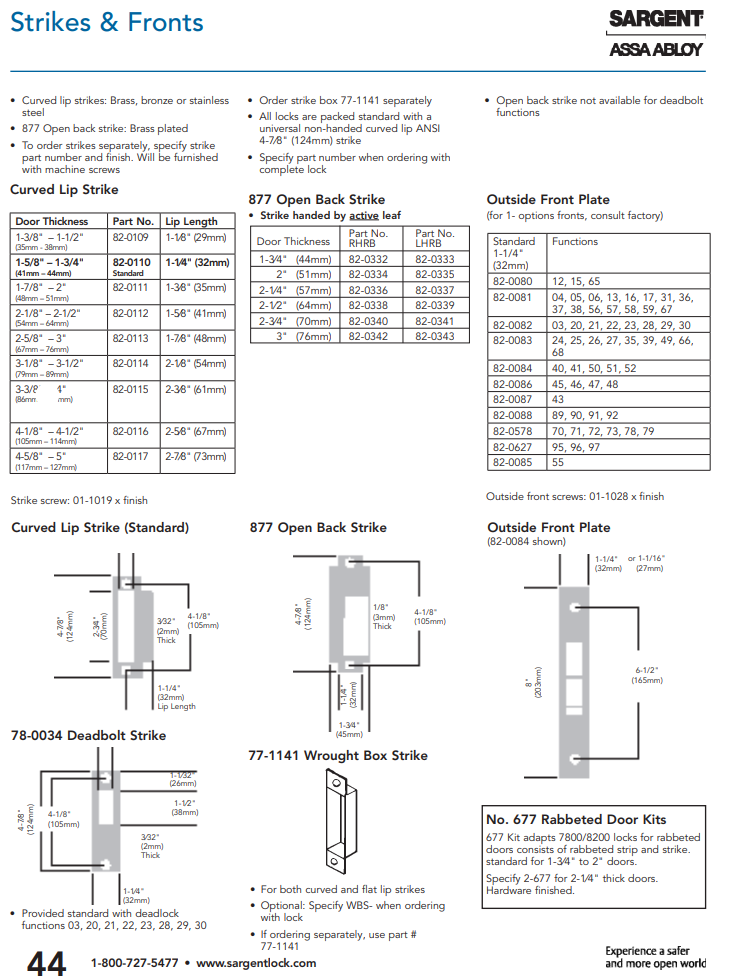 Strikes & Fronts
SARGENT
ASSA ABLOY
• Curved lip strikes: Brass, bronze or stainless
steel
• 877 Open back strike: Brass plated
• To order strikes separately, specify strike
part number and finish. Will be furnished
with machine screws
• Order strike box 77-1141 separately
• All locks are packed standard with a
universal non-handed curved lip ANSI
4-7/8" (124mm) strike
• Specify part number when ordering with
complete lock
• Open back strike not available for deadbolt
functions
Curved Lip Strike
Door Thickness Part No. Lip Length
1-3/8" – 1-1/2" 82-0109 1-1/8" (29mm)
(35mm - 38mm)
1-5/8" – 1-3/4" 82-0110 1-1/4" (32mm)
(41mm – 44mm) Standard
1-7/8" – 2" 82-0111 1-3/8" (35mm)
(48mm – 51mm)
2-1/8" – 2-1/2" 82-0112 1-5/8" (41mm)
(54mm – 64mm)
2-5/8" – 3" 82-0113 1-7/8" (48mm)
(67mm – 76mm)
3-1/8" – 3-1/2" 82-0114 2-1/8" (54mm)
(79mm – 89mm)
82-0115 2-3/8" (61mm)
(86mm mm)
4-1/8" – 4-1/2" 82-0116 2-5/8" (67mm)
(105mm – 114mm)
4-5/8" – 5" 82-0117 2-7/8" (73mm)
(117mm – 127mm)
Strike screw: 01-1019 x finish
877 Open Back Strike
• Strike handed by active leaf
Door Thickness Part No. RHRB Part No. LHRB
1-3/4" (44mm) 82-0332 82-0333
2" (51mm) 82-0334 82-0335
2-1/4" (57mm) 82-0336 82-0337
2-1/2" (64mm) 82-0338 82-0339
2-3/4" (70mm) 82-0340 82-0341
3" (76mm) 82-0342 82-0343
Outside Front Plate
(for 1- options fronts, consult factory)
Standard Functions
1-1/4"
(32mm)
82-0080 12, 15, 65
82-0081 04, 05, 06, 13, 16, 17, 31, 36,
37, 38, 56, 57, 58, 59, 67
82-0082 03, 20, 21, 22, 23, 28, 29, 30
82-0083 24, 25, 26, 27, 35, 39, 49, 66,
68
82-0084 40, 41, 50, 51, 52
82-0086 45, 46, 47, 48
82-0087 43
82-0088 89, 90, 91, 92
82-0578 70, 71, 72, 73, 78, 79
82-0627 95, 96, 97
82-0085 55
Outside front screws: 01-1028 x finish
Curved Lip Strike (Standard)
4-7/8"
(124mm)
2-3/4"
(70mm)
3/32"
(2mm)
Thick
4-1/8"
(105mm)
1-1/4"
(32mm)
Lip Length
877 Open Back Strike
4-7/8"
(124mm)
1/8"
(3mm)
Thick
4-1/8"
(105mm)
1-1/4"
(32mm)
1-3/4"
(45mm)
Outside Front Plate
(82-0084 shown)
1-1/4" or 1-1/16"
(32mm) (27mm)
8"
(203mm)
6-1/2"
(165mm)
78-0034 Deadbolt Strike
1-1/32"
(26mm)
1-1/2"
(38mm)
4-7/8"
(124mm)
4-1/8"
(105mm)
3/32"
(2mm)
Thick
1-1/4"
(32mm)
• Provided standard with deadlock
functions 03, 20, 21, 22, 23, 28, 29, 30
77-1141 Wrought Box Strike
• For both curved and flat lip strikes
• Optional: Specify WBS- when ordering
with lock
• If ordering separately, use part #
77-1141
No. 677 Rabbeted Door Kits
677 Kit adapts 7800/8200 locks for rabbeted
doors consists of rabbeted strip and strike.
standard for 1-3/4" to 2" doors.
Specify 2-677 for 2-1/4" thick doors.
Hardware finished.
44
1-800-727-5477 • www.sargentlock.com
Experience a safer
and more open world